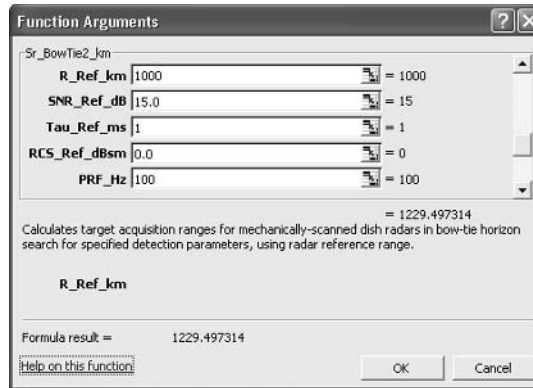 Function Arguments
Sr_BowTie2_km
R_Ref_km 1000 = 1000
SNR_Ref_dB 15.0 = 15
Tau_Ref_ms 1 = 1
RCS_Ref_dBsm 0.0 = 0
PRF_Hz 100 = 100
= 1229.497314
Calculates target acquisition ranges for mechanically-scanned dish radars in bow-tie horizon
search for specified detection parameters, using radar reference range.
R_Ref_km
Formula result = 1229.497314
Help on this function OK Cancel